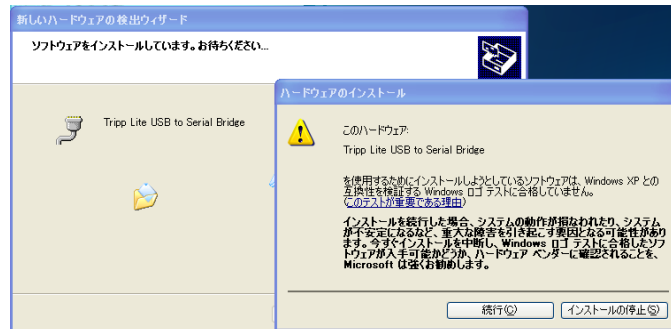 新しいハードウェアの検出ウィザード
ソフトウェアをインストールしています。お待ちください...
Tripp Lite USB to Serial Bridge
ハードウェアのインストール
このハードウェア:
Tripp Lite USB to Serial Bridge
を使用するためにインストールしようとしているソフトウェアは、Windows XP との
互換性を検証する Windows ロゴ テストに合格していません。
(このテストが重要である理由)
インストールを続行した場合、システムの動作が損なわれたり、システム
が不安定になるなど、重大な障害を引き起こす要因となる可能性があり
ます。今すぐインストールを中断し、Windows ロゴ テストに合格したソフ
トウェアが入手可能かどうか、ハードウェア ベンダーに確認されることを、
Microsoft は強くお勧めします。
続行(C)
インストールの停止(S)